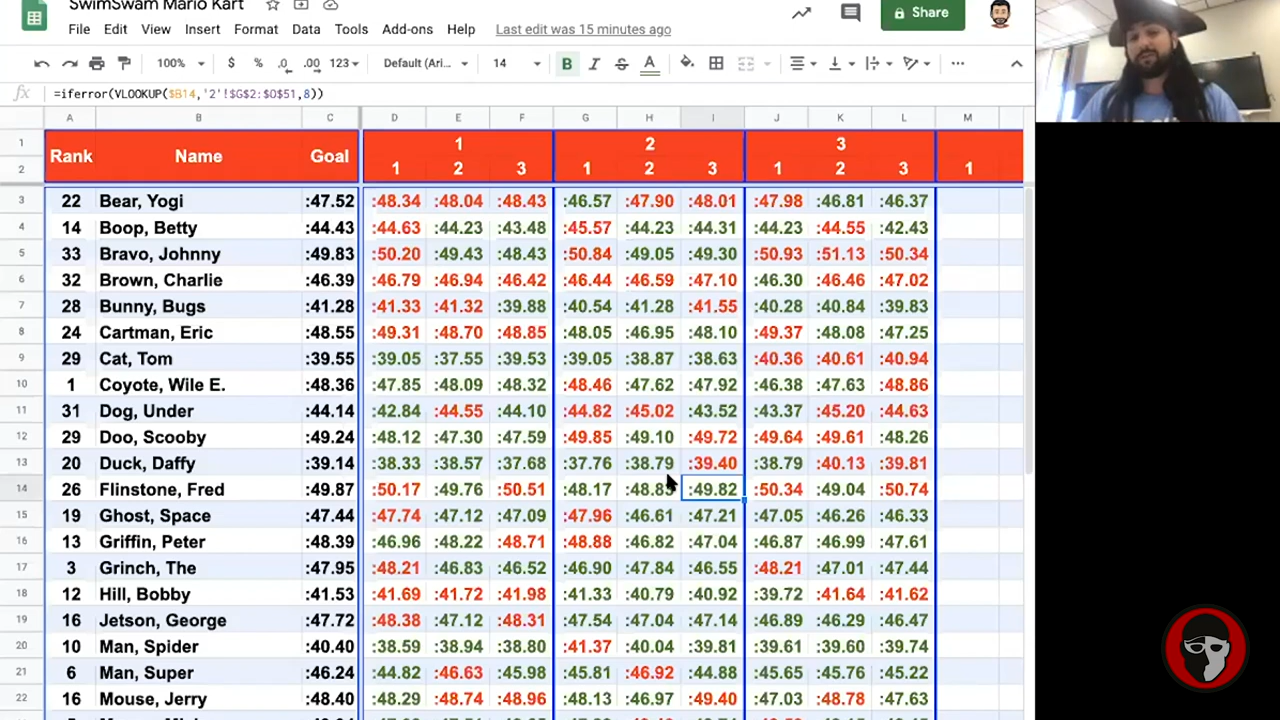 SwimSwam Mario Kart
File Edit View Insert Format Data Tools Add-ons Help Last edit was 15 minutes ago
Share
100% $ % .0 .00 123 Default (Ari... 14 B I S A
fx =iferror(VLOOKUP($B14,'2'!$G$2:$O$51,8))
A B C D E F G H I J K L M
1 Rank Name Goal 1 2 3
2 1 2 3 1 2 3 1 2 3 1
3 22 Bear, Yogi :47.52 :48.34 :48.04 :48.43 :46.57 :47.90 :48.01 :47.98 :46.81 :46.37
4 14 Boop, Betty :44.43 :44.63 :44.23 :43.48 :45.57 :44.23 :44.31 :44.23 :44.55 :42.43
5 33 Bravo, Johnny :49.83 :50.20 :49.43 :48.43 :50.84 :49.05 :49.30 :50.93 :51.13 :50.34
6 32 Brown, Charlie :46.39 :46.79 :46.94 :46.42 :46.44 :46.59 :47.10 :46.30 :46.46 :47.02
7 28 Bunny, Bugs :41.28 :41.33 :41.32 :39.88 :40.54 :41.28 :41.55 :40.28 :40.84 :39.83
8 24 Cartman, Eric :48.55 :49.31 :48.70 :48.85 :48.05 :46.95 :48.10 :49.37 :48.08 :47.25
9 29 Cat, Tom :39.55 :39.05 :37.55 :39.53 :39.05 :38.87 :38.63 :40.36 :40.61 :40.94
10 1 Coyote, Wile E. :48.36 :47.85 :48.09 :48.32 :48.46 :47.62 :47.92 :46.38 :47.63 :48.86
11 31 Dog, Under :44.14 :42.84 :44.55 :44.10 :44.82 :45.02 :43.52 :43.37 :45.20 :44.63
12 29 Doo, Scooby :49.24 :48.12 :47.30 :47.59 :49.85 :49.10 :49.72 :49.64 :49.61 :48.26
13 20 Duck, Daffy :39.14 :38.33 :38.57 :37.68 :37.76 :38.79 :39.40 :38.79 :40.13 :39.81
14 26 Flinstone, Fred :49.87 :50.17 :49.76 :50.51 :48.17 :49.82 :50.34 :49.04 :50.74
15 19 Ghost, Space :47.44 :47.74 :47.12 :47.09 :47.96 :46.61 :47.21 :47.05 :46.26 :46.33
16 13 Griffin, Peter :48.39 :46.96 :48.22 :48.71 :48.88 :46.82 :47.04 :46.87 :46.99 :47.61
17 3 Grinch, The :47.95 :48.21 :46.83 :46.52 :46.90 :47.84 :46.55 :48.21 :47.01 :47.44
18 12 Hill, Bobby :41.53 :41.69 :41.72 :41.98 :41.33 :40.79 :40.92 :39.72 :41.64 :41.62
19 16 Jetson, George :47.72 :48.38 :47.12 :48.31 :47.54 :47.04 :47.14 :46.89 :46.29 :46.47
20 10 Man, Spider :40.40 :38.59 :38.94 :38.80 :41.37 :40.04 :39.81 :39.61 :39.60 :39.74
21 6 Man, Super :46.24 :44.82 :46.63 :45.98 :45.81 :46.92 :44.88 :45.65 :45.76 :45.22
22 16 Mouse, Jerry :48.40 :48.29 :48.74 :48.96 :48.13 :46.97 :49.40 :47.03 :48.78 :47.63